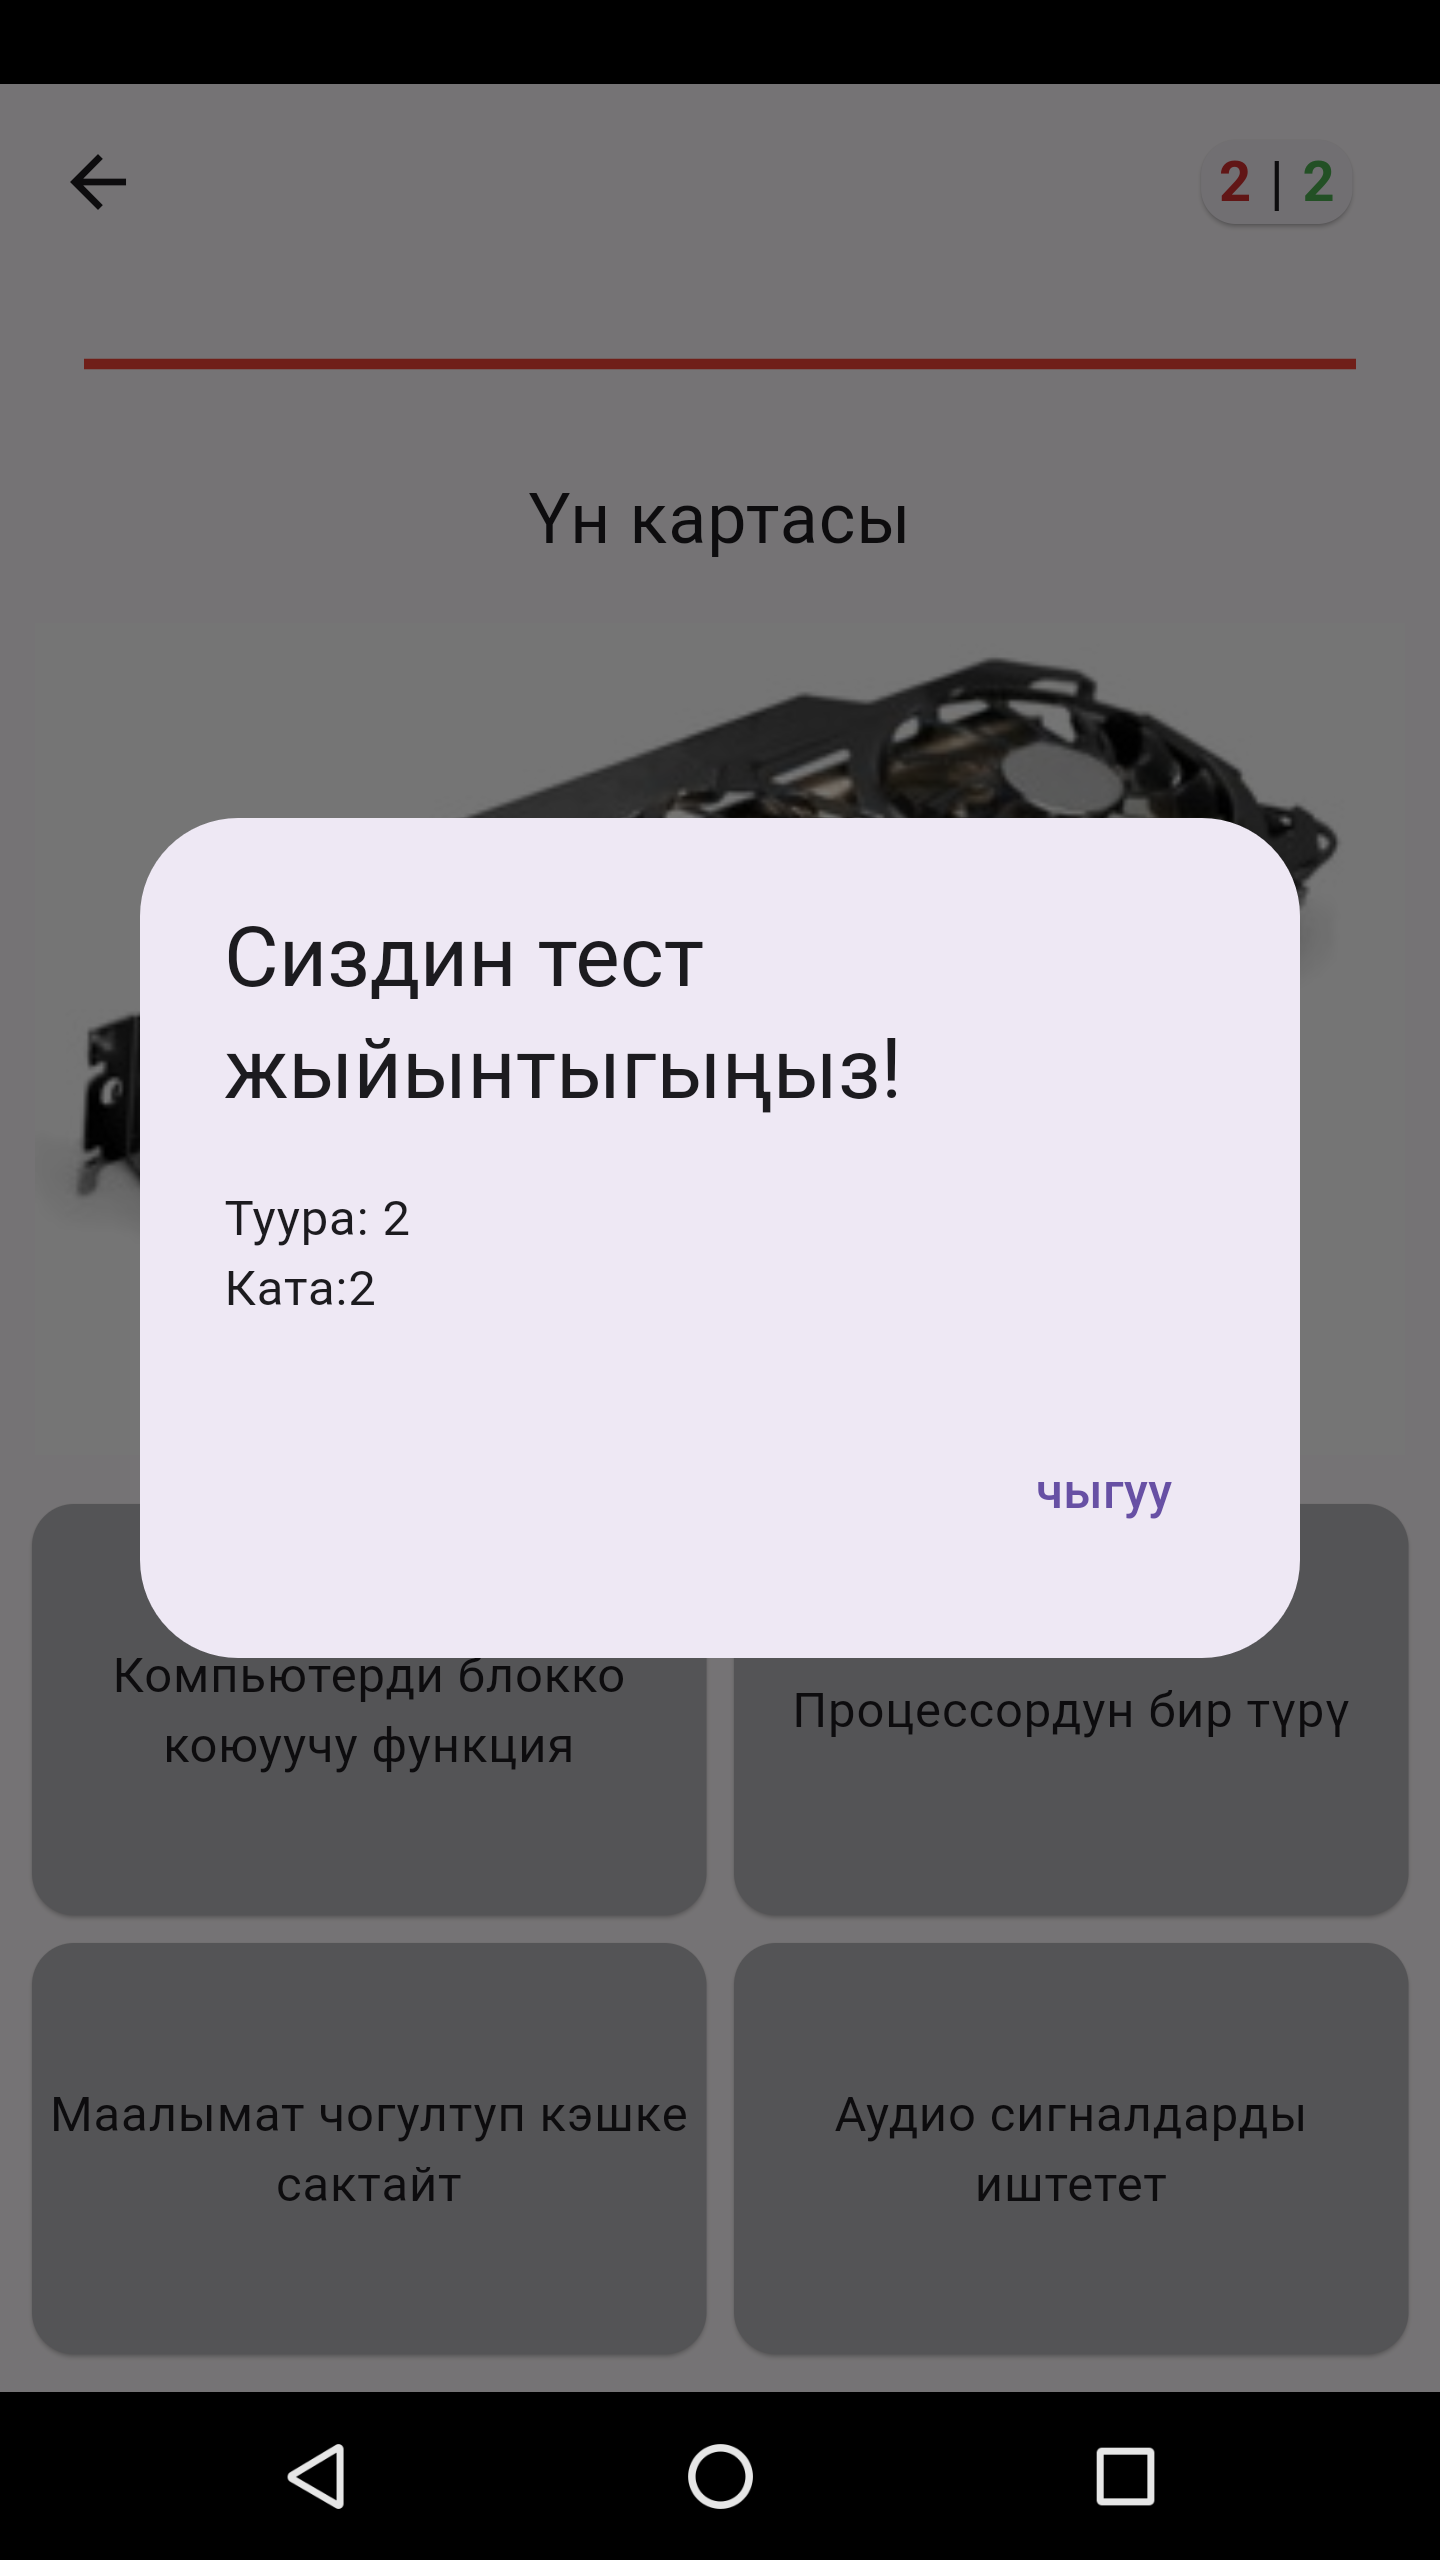 2 | 2
Үн картасы
Сиздин тест
жыйынтыгыңыз!
Туура: 2
Ката:2
чыгуу
Компьютерди блокко
коюуучу функция
Процессордун бир түрү
Маалымат чогултуп кэшке
сактайт
Аудио сигналдарды
иштетет